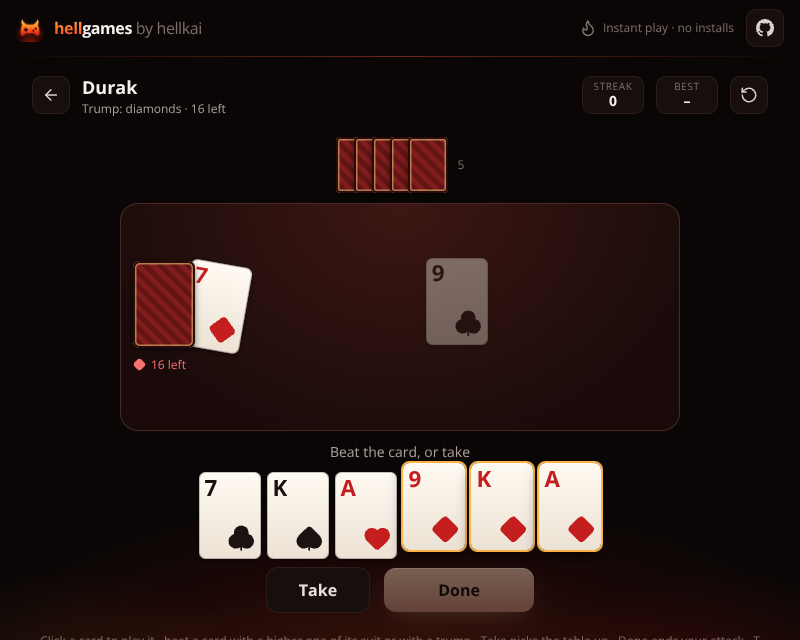 hellgames by hellkai
Instant play · no installs
Durak
Trump: diamonds · 16 left
STREAK
0
BEST
–
5
7
9
16 left
Beat the card, or take
7
K
A
9
K
A
Take
Done
Click a card to play it · beat a card with a higher one of its suit or with a trump · Take picks the table up · Done ends your attack · T